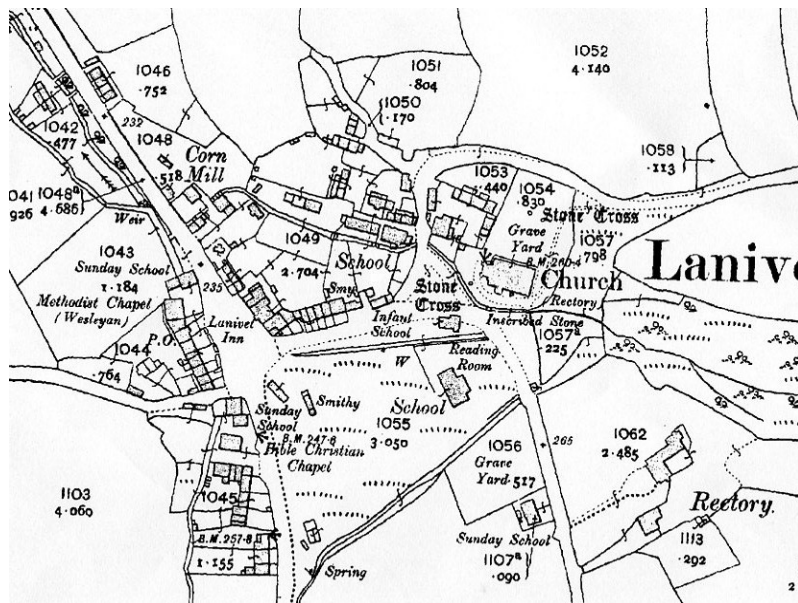 1046
.752
1051
.804
1052
4.140
1050
.170
1042
.477
232
1048
.518
Corn
Mill
1053
.440
1054
.830
1058
.113
1048ª
4.686
926
Weir
Stone Cross
Grave
Yard
1057
.798
Lanive
1043
Sunday School
1.184
Methodist Chapel
(Wesleyan)
235
1049
2.704
School
Smy.
Stone
Cross
Church
Rectory
Inscribed Stone
Infant
School
Lanivet
Inn
P.O.
1044
.764
W
Reading
Room
1057ª
.225
School
Smithy
Sunday
School
1055
3.050
B.M.247.8
Bible Christian
Chapel
1056
Grave
Yard .517
265
1062
2.485
1103
4.060
1045
B.M.257.8
1.155
Spring
Sunday School
1107ª
.090
Rectory
1113
.292
2